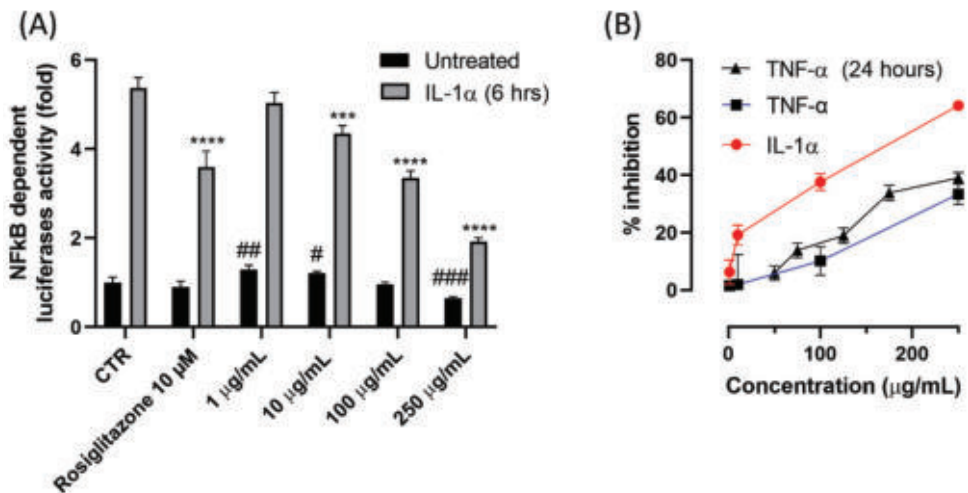 (A)
NFkB dependent
luciferases activity (fold)
6
4
2
0
Untreated
IL-1α (6 hrs)
****
***
****
****
##
#
###
CTR
Rosiglitazone 10 µM
1 µg/mL
10 µg/mL
100 µg/mL
250 µg/mL
(B)
% inhibition
80
60
40
20
0
TNF-α (24 hours)
TNF-α
IL-1α
0
100
200
Concentration (µg/mL)